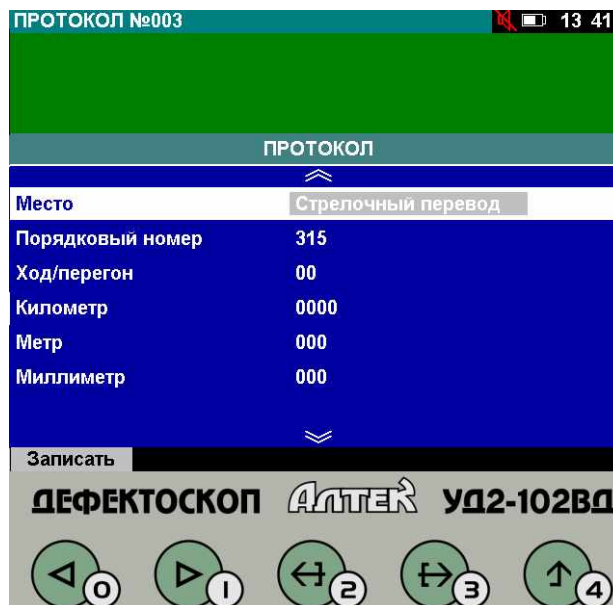 ПРОТОКОЛ №003 13 41
ПРОТОКОЛ
Место Стрелочный перевод
Порядковый номер 315
Ход/перегон 00
Километр 0000
Метр 000
Миллиметр 000
Записать
ДЕФЕКТОСКОП АЛТЕК УД2-102ВД
0 1 2 3 4